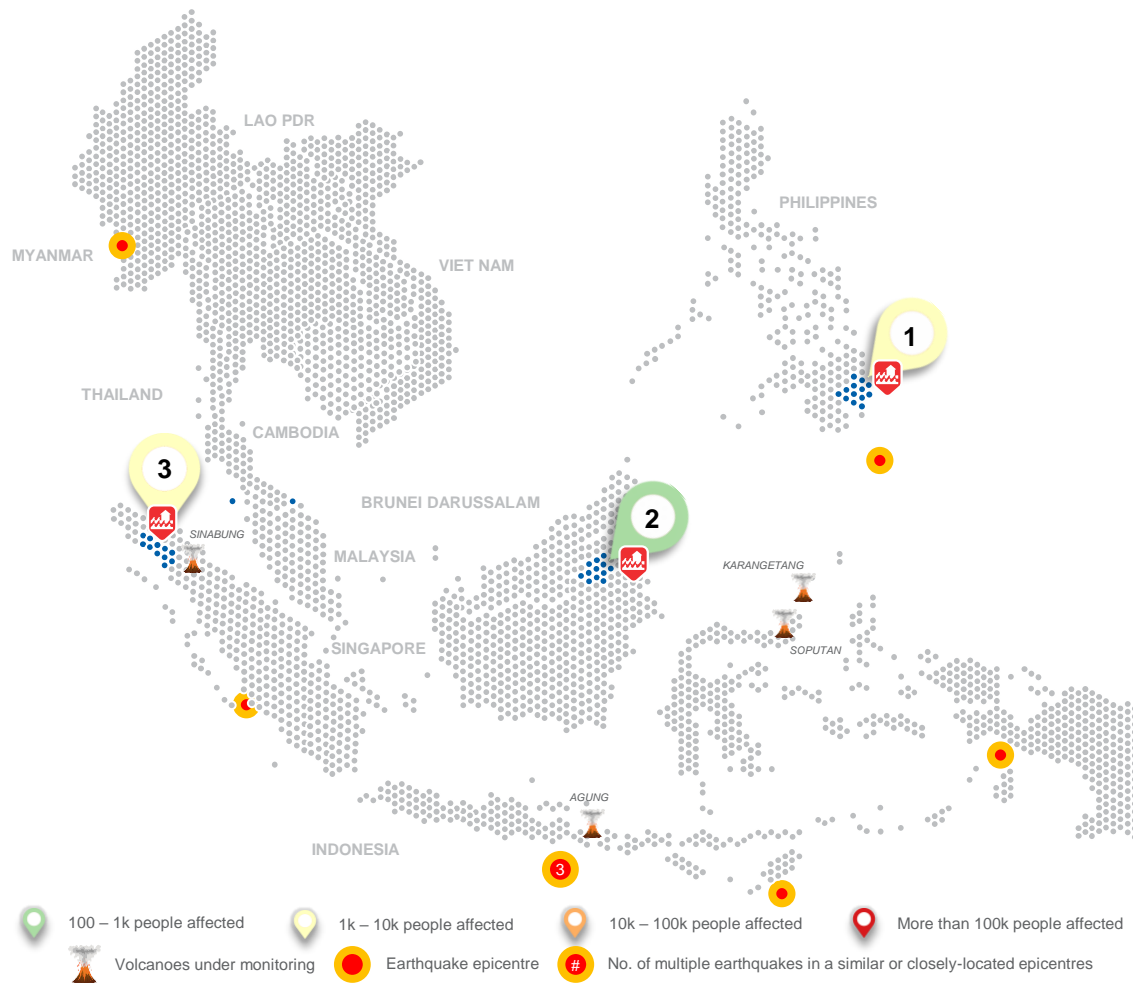 LAO PDR
PHILIPPINES
MYANMAR
VIET NAM
1
THAILAND
CAMBODIA
3
BRUNEI DARUSSALAM
2
SINABUNG
MALAYSIA
KARANGETANG
SINGAPORE
SOPUTAN
AGUNG
INDONESIA
3
100 – 1k people affected
1k – 10k people affected
10k – 100k people affected
More than 100k people affected
Volcanoes under monitoring
Earthquake epicentre
#
No. of multiple earthquakes in a similar or closely-located epicentres